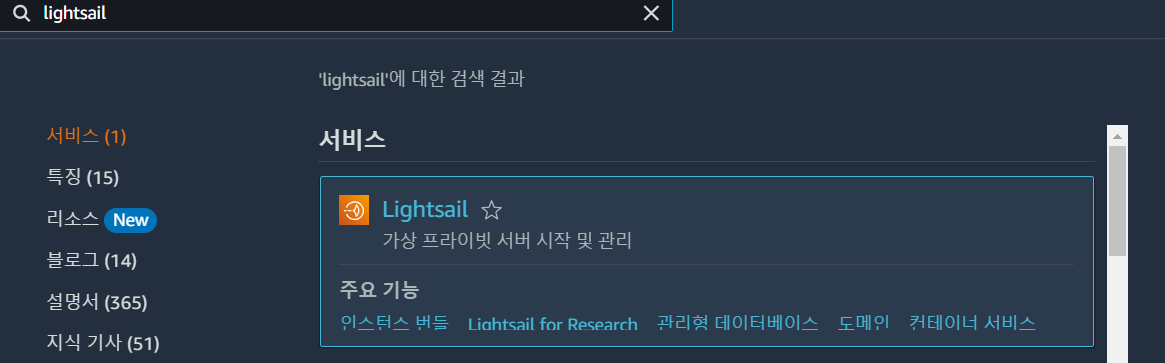 lightsail
'lightsail'에 대한 검색 결과
서비스 (1)
특징 (15)
리소스 New
블로그 (14)
설명서 (365)
지식 기사 (51)
서비스
Lightsail
가상 프라이빗 서버 시작 및 관리
주요 기능
인스턴스 번들 Lightsail for Research 관리형 데이터베이스 도메인 컨테이너 서비스